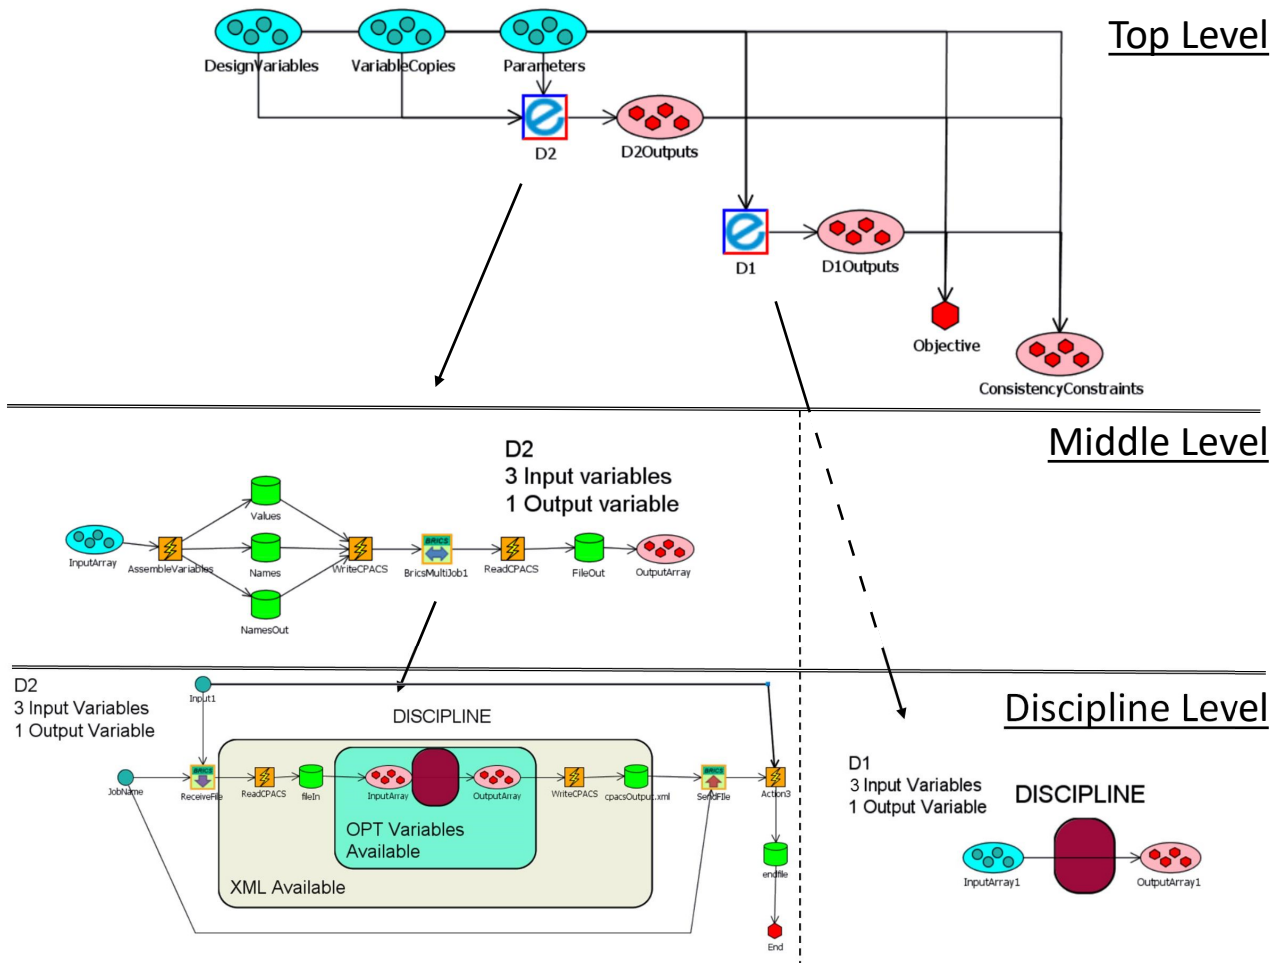 Top Level
DesignVariables
VariableCopies
Parameters
D2
D2Outputs
D1
D1Outputs
Objective
ConsistencyConstraints
Middle Level
D2
3 Input variables
1 Output variable
InputArray
AssembleVariables
Values
Names
NamesOut
WriteCPACS
BRICS
BricsMultiJob1
ReadCPACS
FileOut
OutputArray
Discipline Level
D2
3 Input Variables
1 Output Variable
Input1
DISCIPLINE
JobName
BRICS
ReceiveFile
ReadCPACS
fileIn
InputArray
OutputArray
WriteCPACS
cpacsOutput.xml
BRICS
SendFile
Action3
OPT Variables
Available
XML Available
endfile
End
D1
3 Input Variables
1 Output Variable
DISCIPLINE
InputArray1
OutputArray1